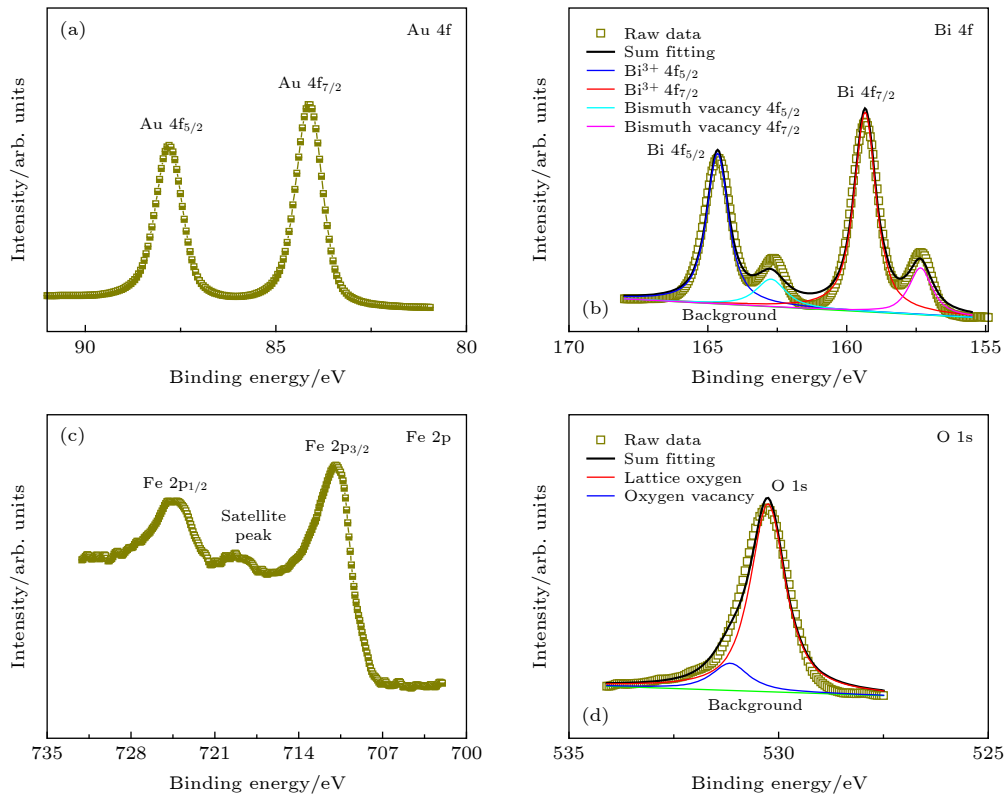 (a)
Au 4f
Au 4f7/2
Au 4f5/2
Intensity/arb. units
90
85
80
Binding energy/eV
Bi 4f
Raw data
Sum fitting
Bi³⁺ 4f5/2
Bi³⁺ 4f7/2
Bismuth vacancy 4f5/2
Bismuth vacancy 4f7/2
Bi 4f7/2
Bi 4f5/2
(b)
Background
Intensity/arb. units
170
165
160
155
Binding energy/eV
(c)
Fe 2p
Fe 2p3/2
Fe 2p1/2
Satellite
peak
Intensity/arb. units
735
728
721
714
707
700
Binding energy/eV
O 1s
Raw data
Sum fitting
Lattice oxygen
Oxygen vacancy
O 1s
Background
(d)
Intensity/arb. units
535
530
525
Binding energy/eV